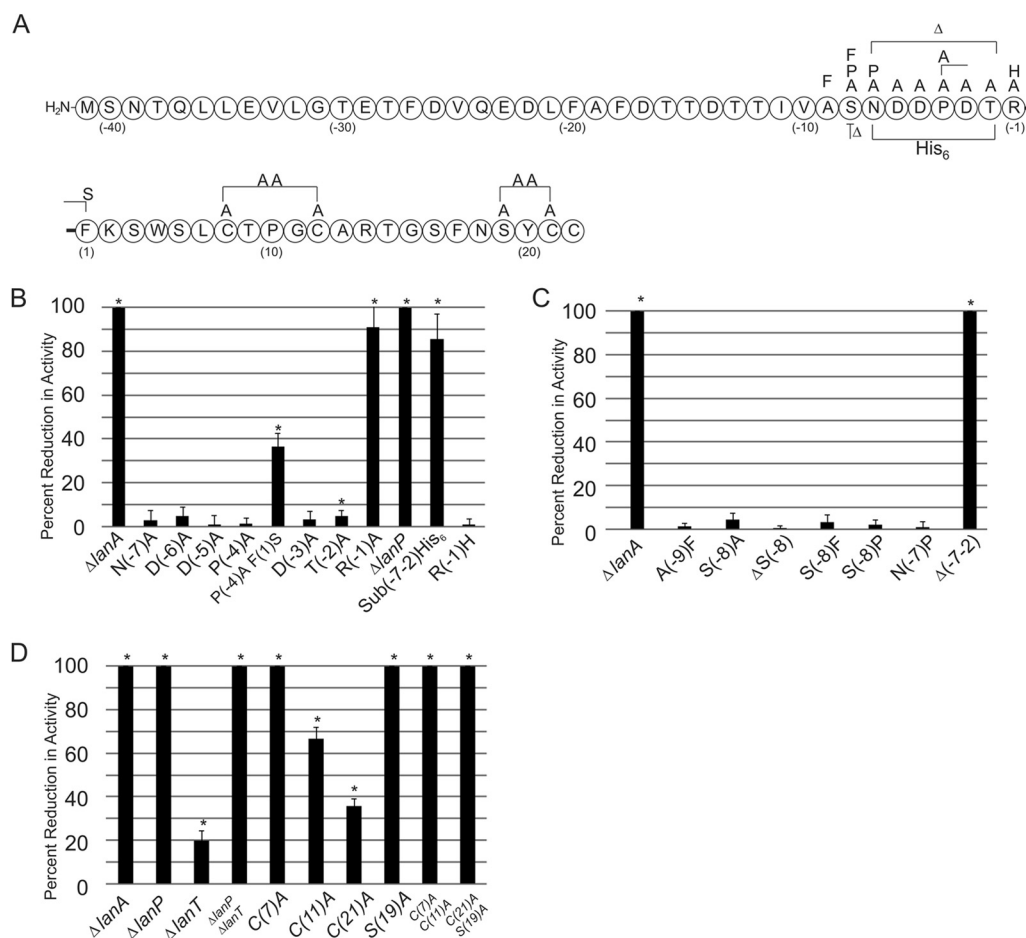 A
Δ
F A
P P H
F A A A A A A A A
H₂N- M S N T Q L L E V L G T E T F D V Q E D L F A F D T T D T T I V A S N D D P D T R
(-40) (-30) (-20) (-10) (-1)
Δ His₆
S AA AA
A A A A
F K S W S L C T P G C A R T G S F N S Y C C
(1) (10) (20)
B
Percent Reduction in Activity
100
80
60
40
20
0
* * * * * *
ΔlanA N(-7)A D(-6)A D(-5)A P(-4)A P(-4)A F(1)S D(-3)A T(-2)A R(-1)A ΔlanP Sub(-7-2)His₆ R(-1)H
C
Percent Reduction in Activity
100
80
60
40
20
0
* *
ΔlanA A(-9)F S(-8)A ΔS(-8) S(-8)F S(-8)P N(-7)P Δ(-7-2)
D
Percent Reduction in Activity
100
80
60
40
20
0
* * * * * * * * * *
ΔlanA ΔlanP ΔlanT ΔlanP ΔlanT C(7)A C(11)A C(21)A S(19)A C(7)A C(11)A C(21)A S(19)A